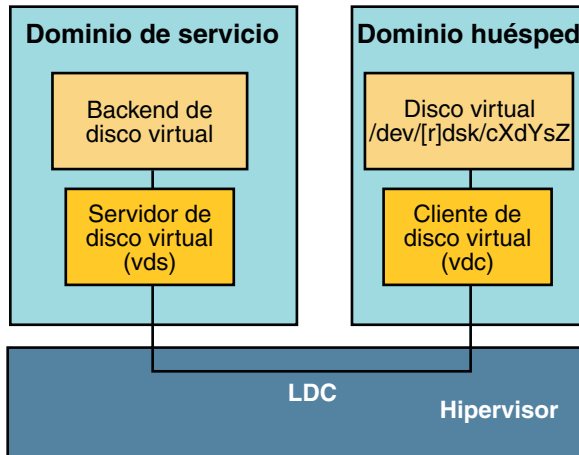 Dominio de servicio
Backend de
disco virtual
Servidor de
disco virtual
(vds)
Dominio huésped
Disco virtual
/dev/[r]dsk/cXdYsZ
Cliente de
disco virtual
(vdc)
LDC
Hipervisor